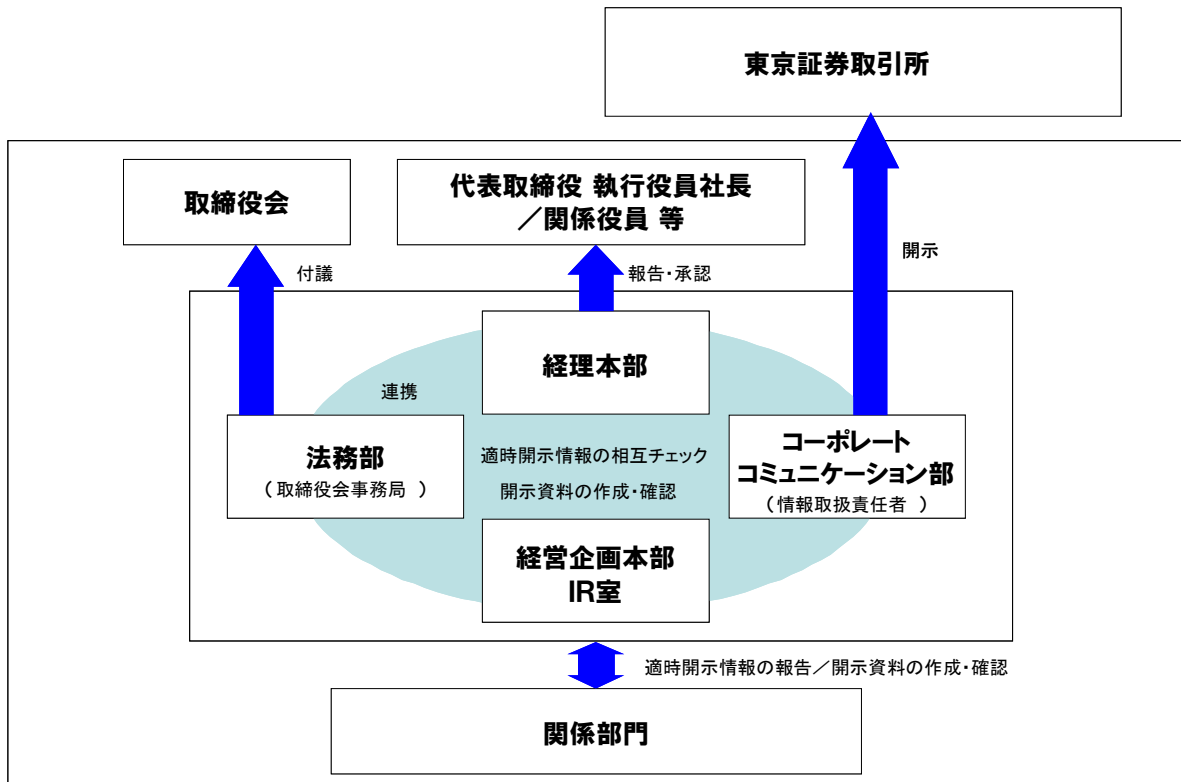 東京証券取引所
取締役会
代表取締役 執行役員社長
／関係役員 等
開示
付議
報告・承認
経理本部
連携
法務部
（ 取締役会事務局 ）
適時開示情報の相互チェック
開示資料の作成・確認
コーポレート
コミュニケーション部
（ 情報取扱責任者 ）
経営企画本部
IR室
適時開示情報の報告／開示資料の作成・確認
関係部門